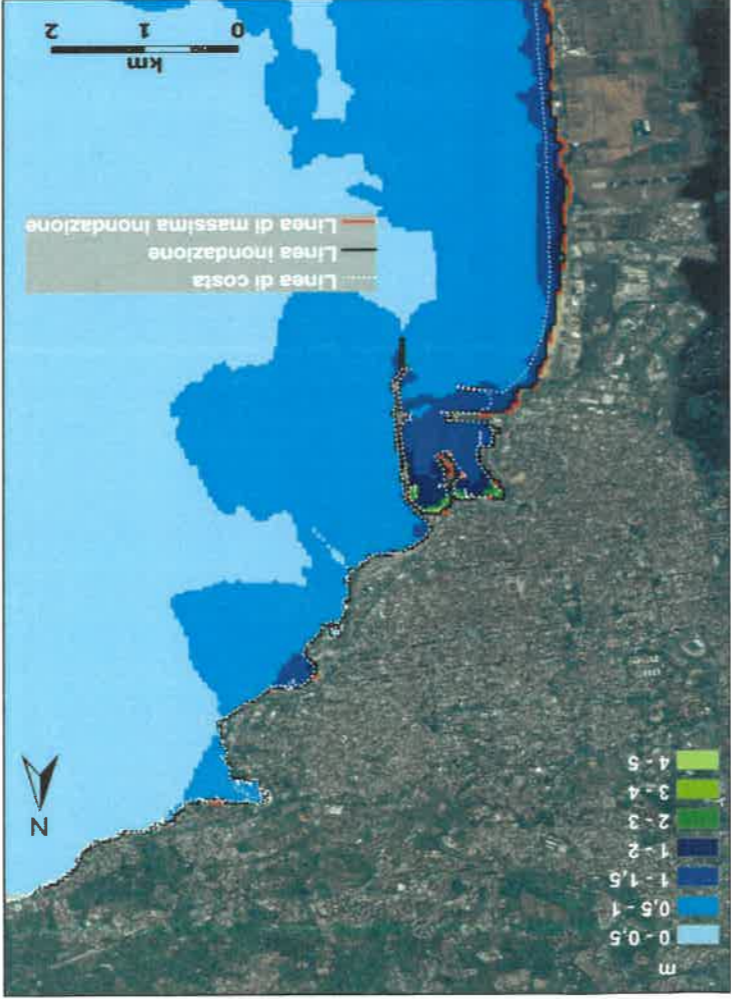 m
0 - 0,5
0,5 - 1
1 - 1,5
1 - 2
2 - 3
3 - 4
4 - 5
N
Linea di costa
Linea inondazione
Linea di massima inondazione
km
0 1 2